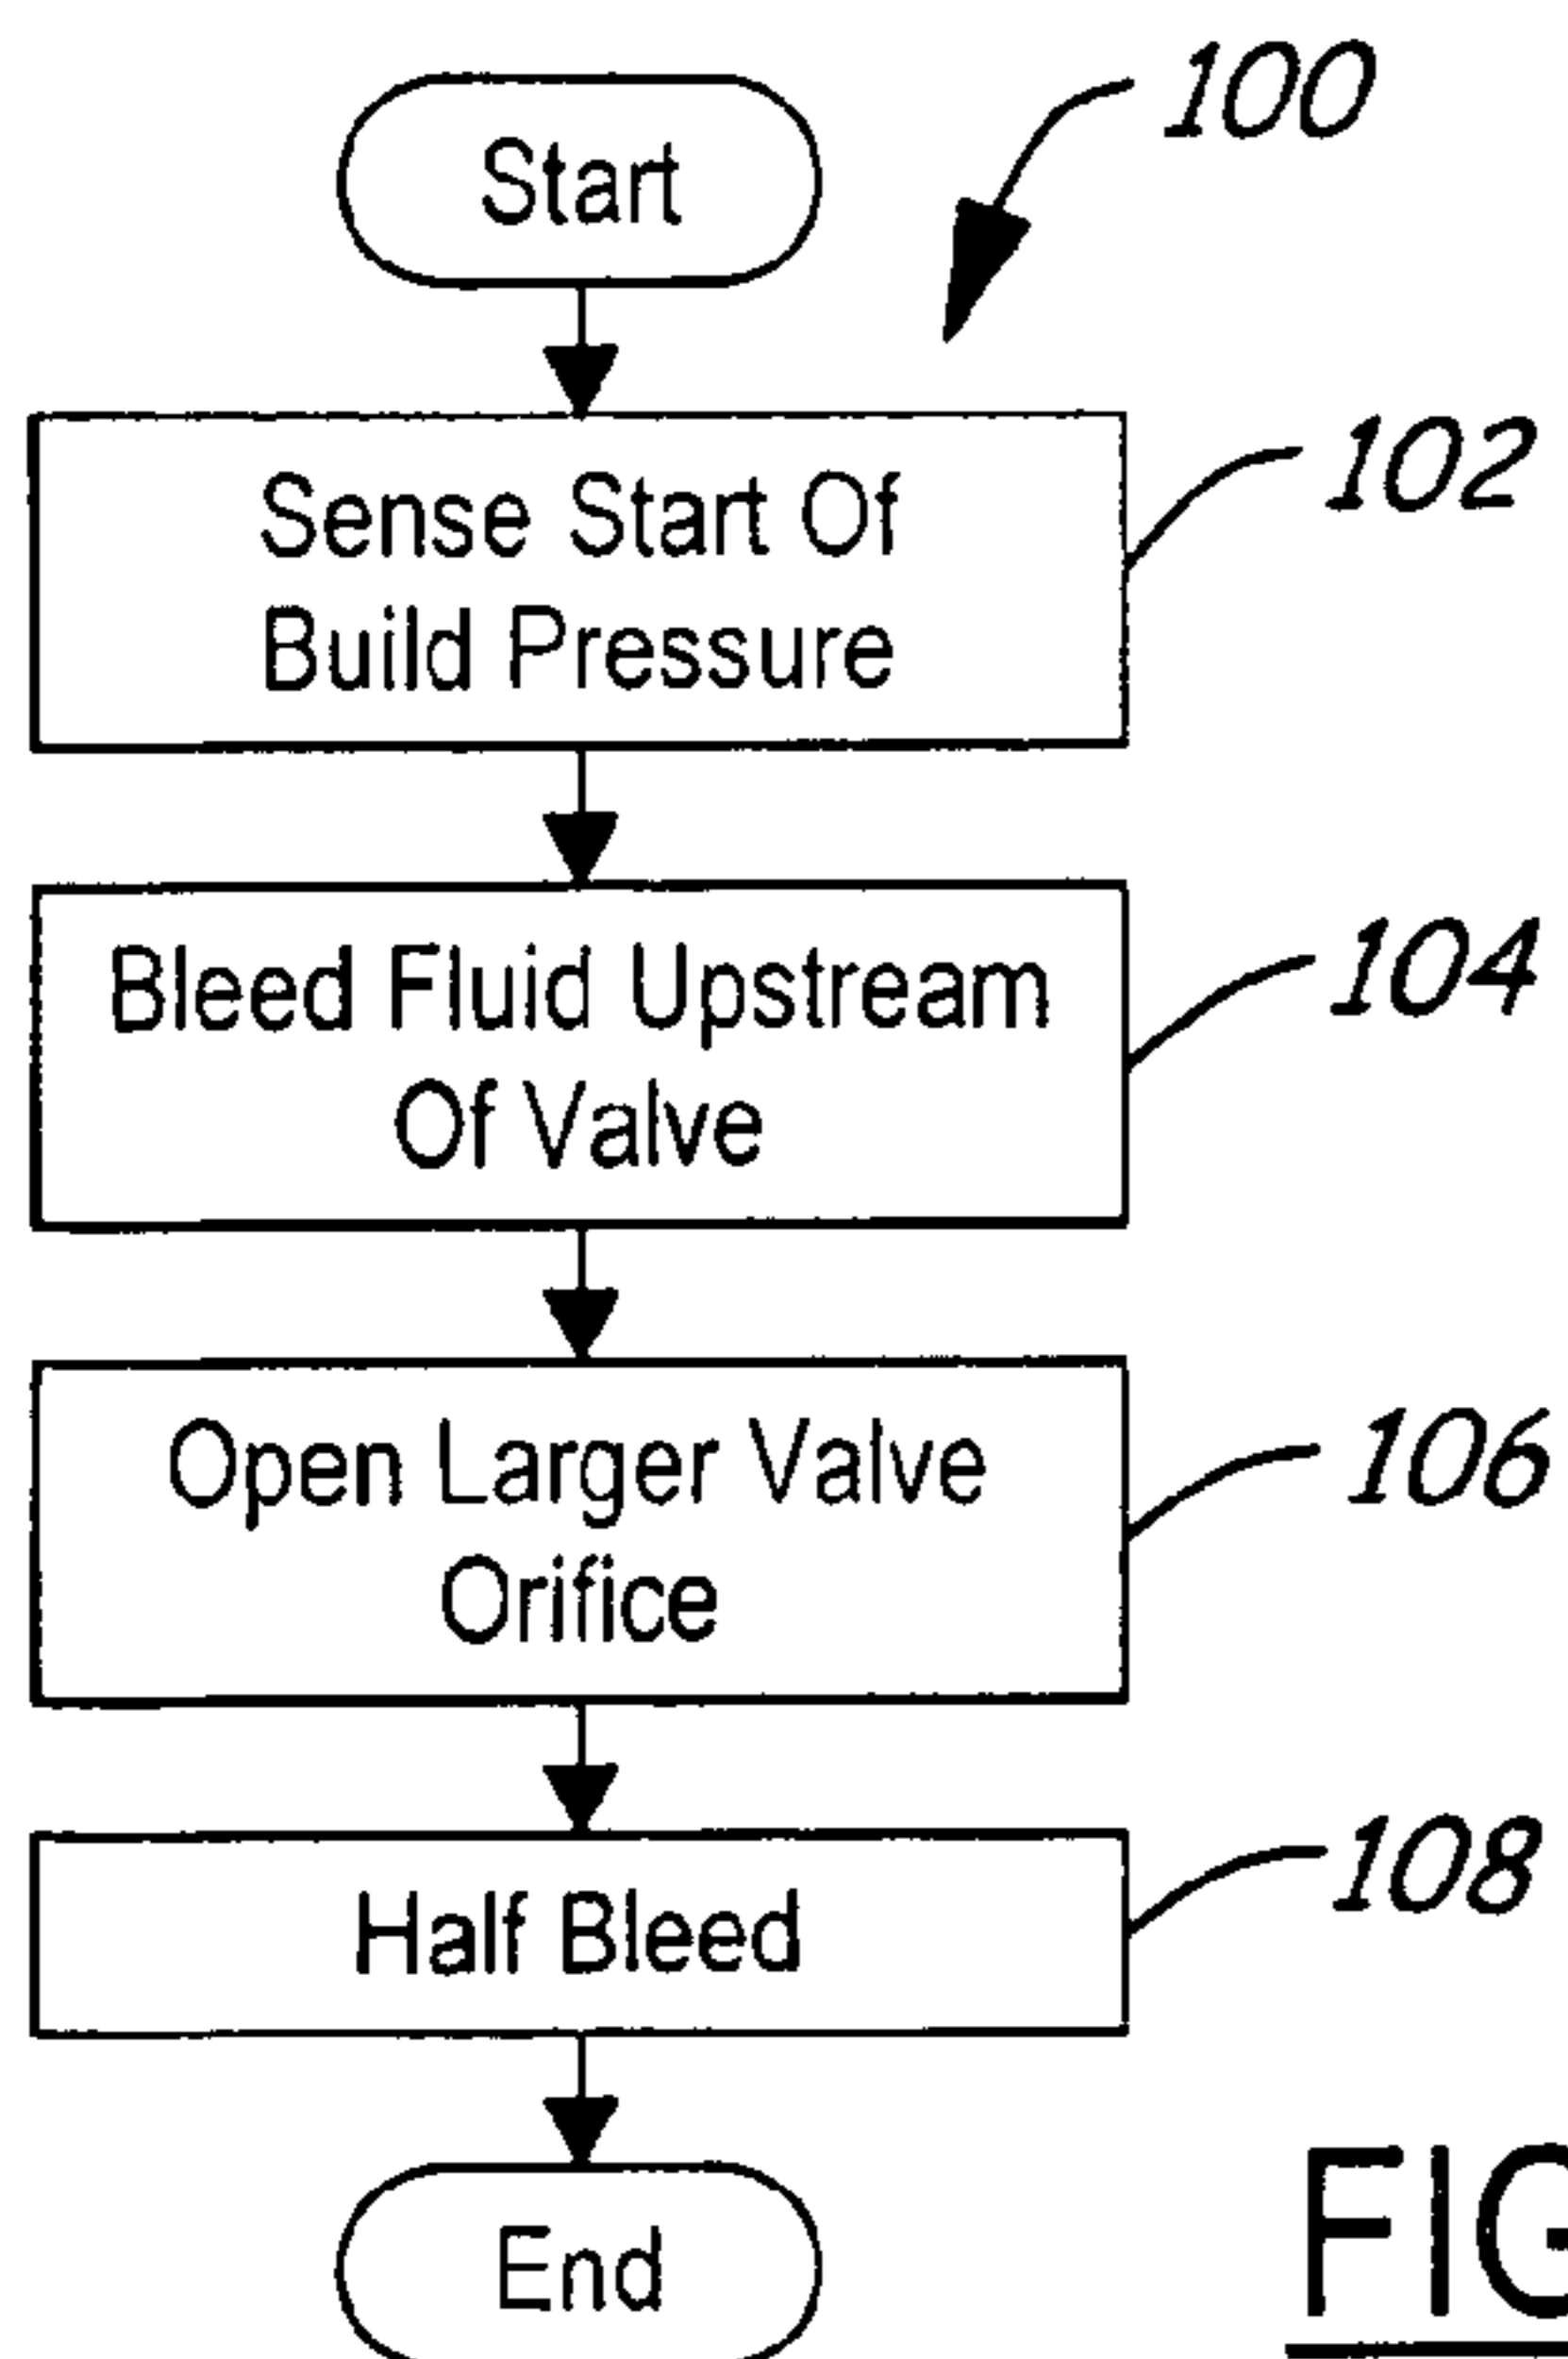 Start
100
Sense Start Of
Build Pressure
102
Bleed Fluid Upstream
Of Valve
104
Open Larger Valve
Orifice
106
Half Bleed
108
End
FIG